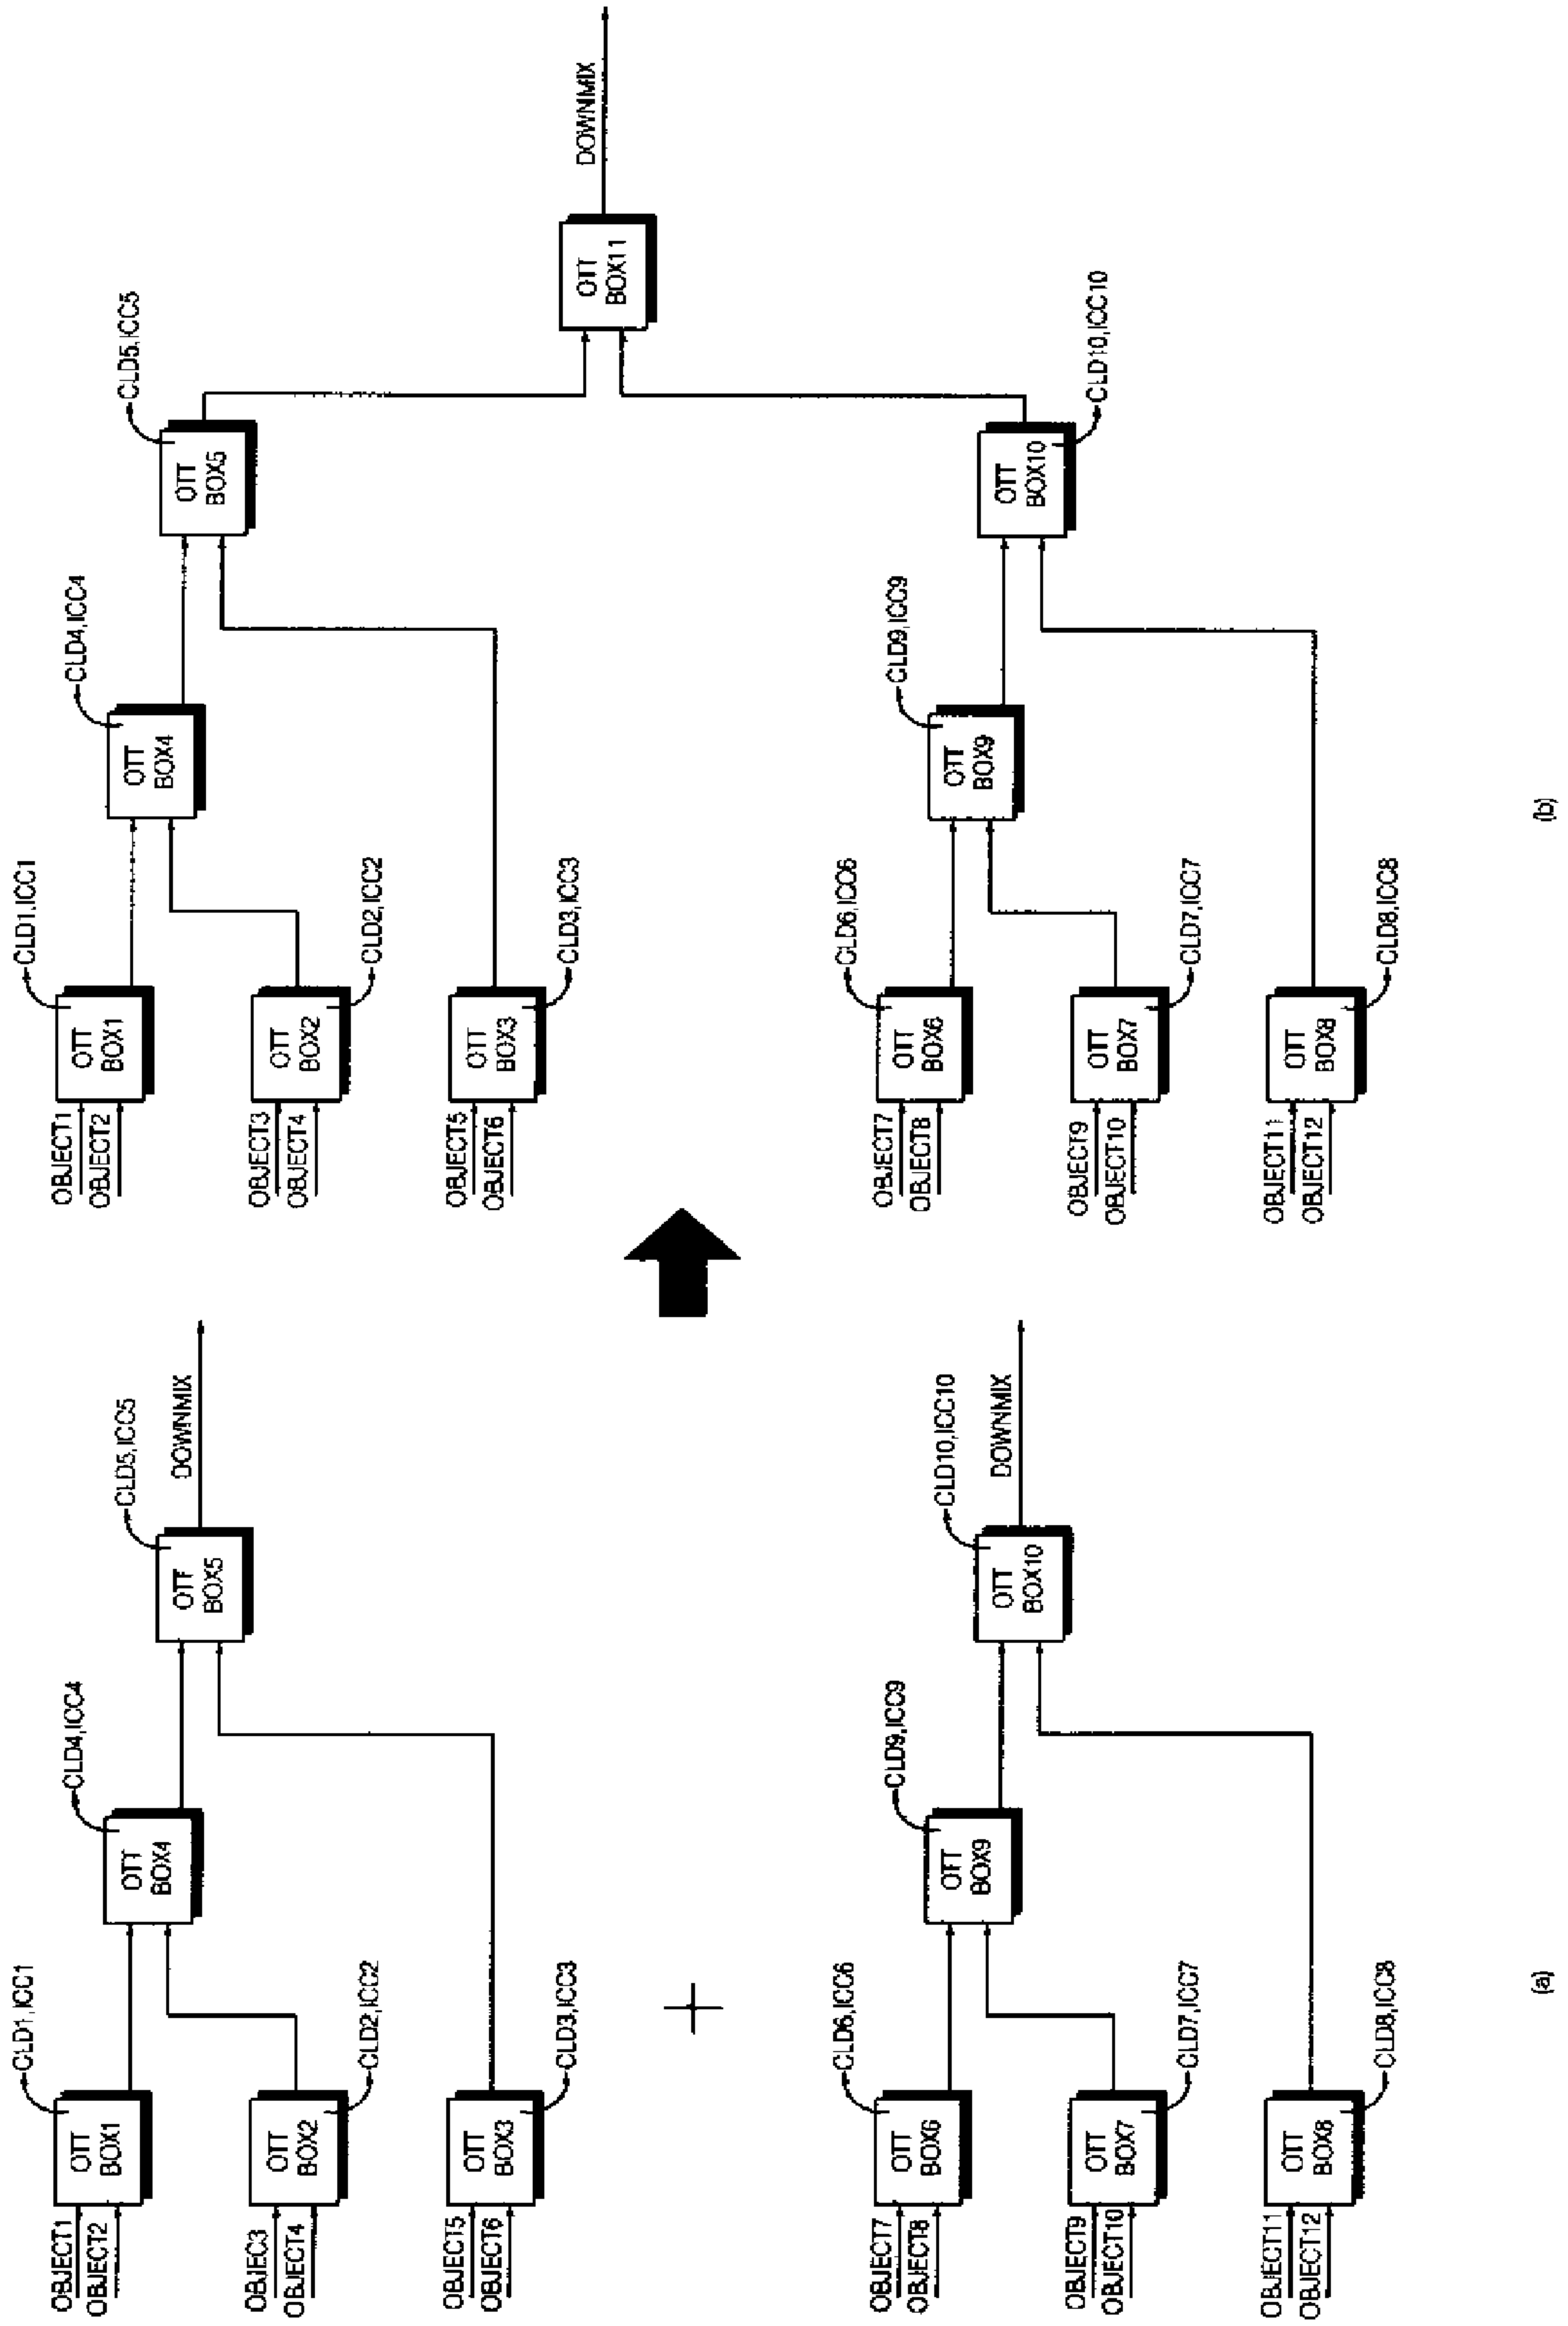 CLD1,ICC1
OBJECT1
OBJECT2
OTT
BOX1
CLD4,ICC4
OTT
BOX4
CLD5,ICC5
OTT
BOX5
DOWNMIX
OBJEC3
OBJECT4
OTT
BOX2
CLD2,ICC2
OBJECT5
OBJECT6
OTT
BOX3
CLD3,ICC3
CLD6,ICC6
OBJECT7
OBJECT8
OTT
BOX6
CLD9,ICC9
OTT
BOX9
CLD10,ICC10
OTT
BOX10
DOWNMIX
OBJECT9
OBJECT10
OTT
BOX7
CLD7,ICC7
OBJECT11
OBJECT12
OTT
BOX8
CLD8,ICC8
(a)
CLD1,ICC1
OBJECT1
OBJECT2
OTT
BOX1
CLD4,ICC4
OTT
BOX4
CLD5,ICC5
OTT
BOX5
OBJECT3
OBJECT4
OTT
BOX2
CLD2,ICC2
OBJECT5
OBJECT6
OTT
BOX3
CLD3,ICC3
OTT
BOX11
DOWNMIX
CLD6,ICC6
OBJECT7
OBJECT8
OTT
BOX6
CLD9,ICC9
OTT
BOX9
OTT
BOX10
CLD10,ICC10
OBJECT9
OBJECT10
OTT
BOX7
CLD7,ICC7
OBJECT11
OBJECT12
OTT
BOX8
CLD8,ICC8
(b)